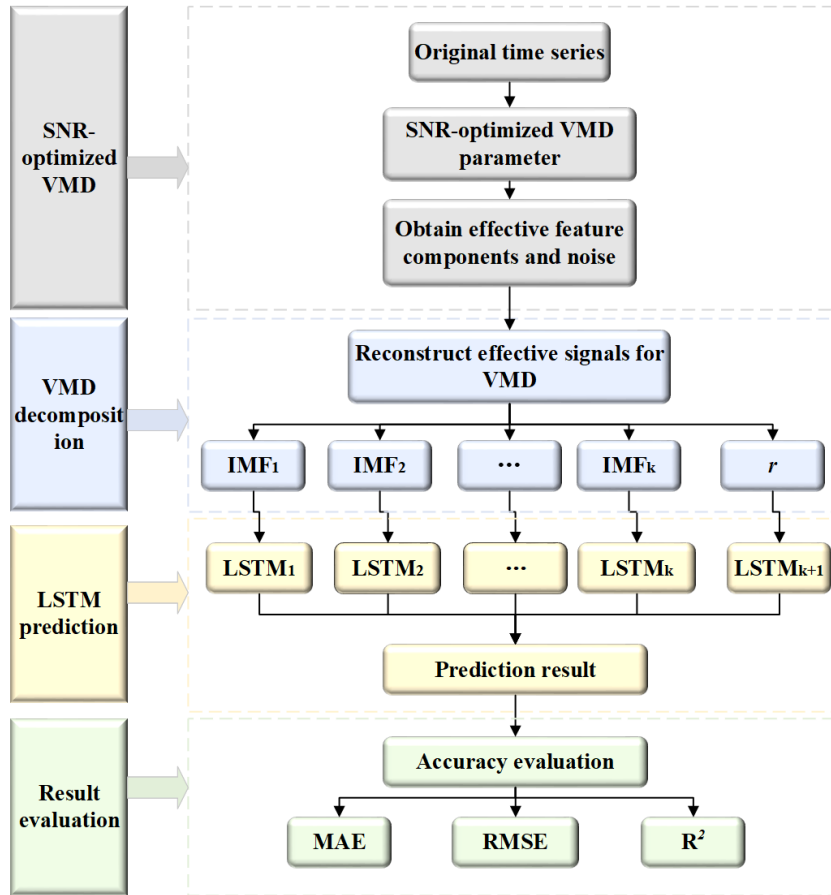 Original time series
SNR-
optimized
VMD
SNR-optimized VMD
parameter
Obtain effective feature
components and noise
VMD
decomposit
ion
Reconstruct effective signals for
VMD
IMF₁ IMF₂ ... IMFₖ r
LSTM
prediction
LSTM₁ LSTM₂ ... LSTMₖ LSTMₖ₊₁
Prediction result
Result
evaluation
Accuracy evaluation
MAE RMSE R²